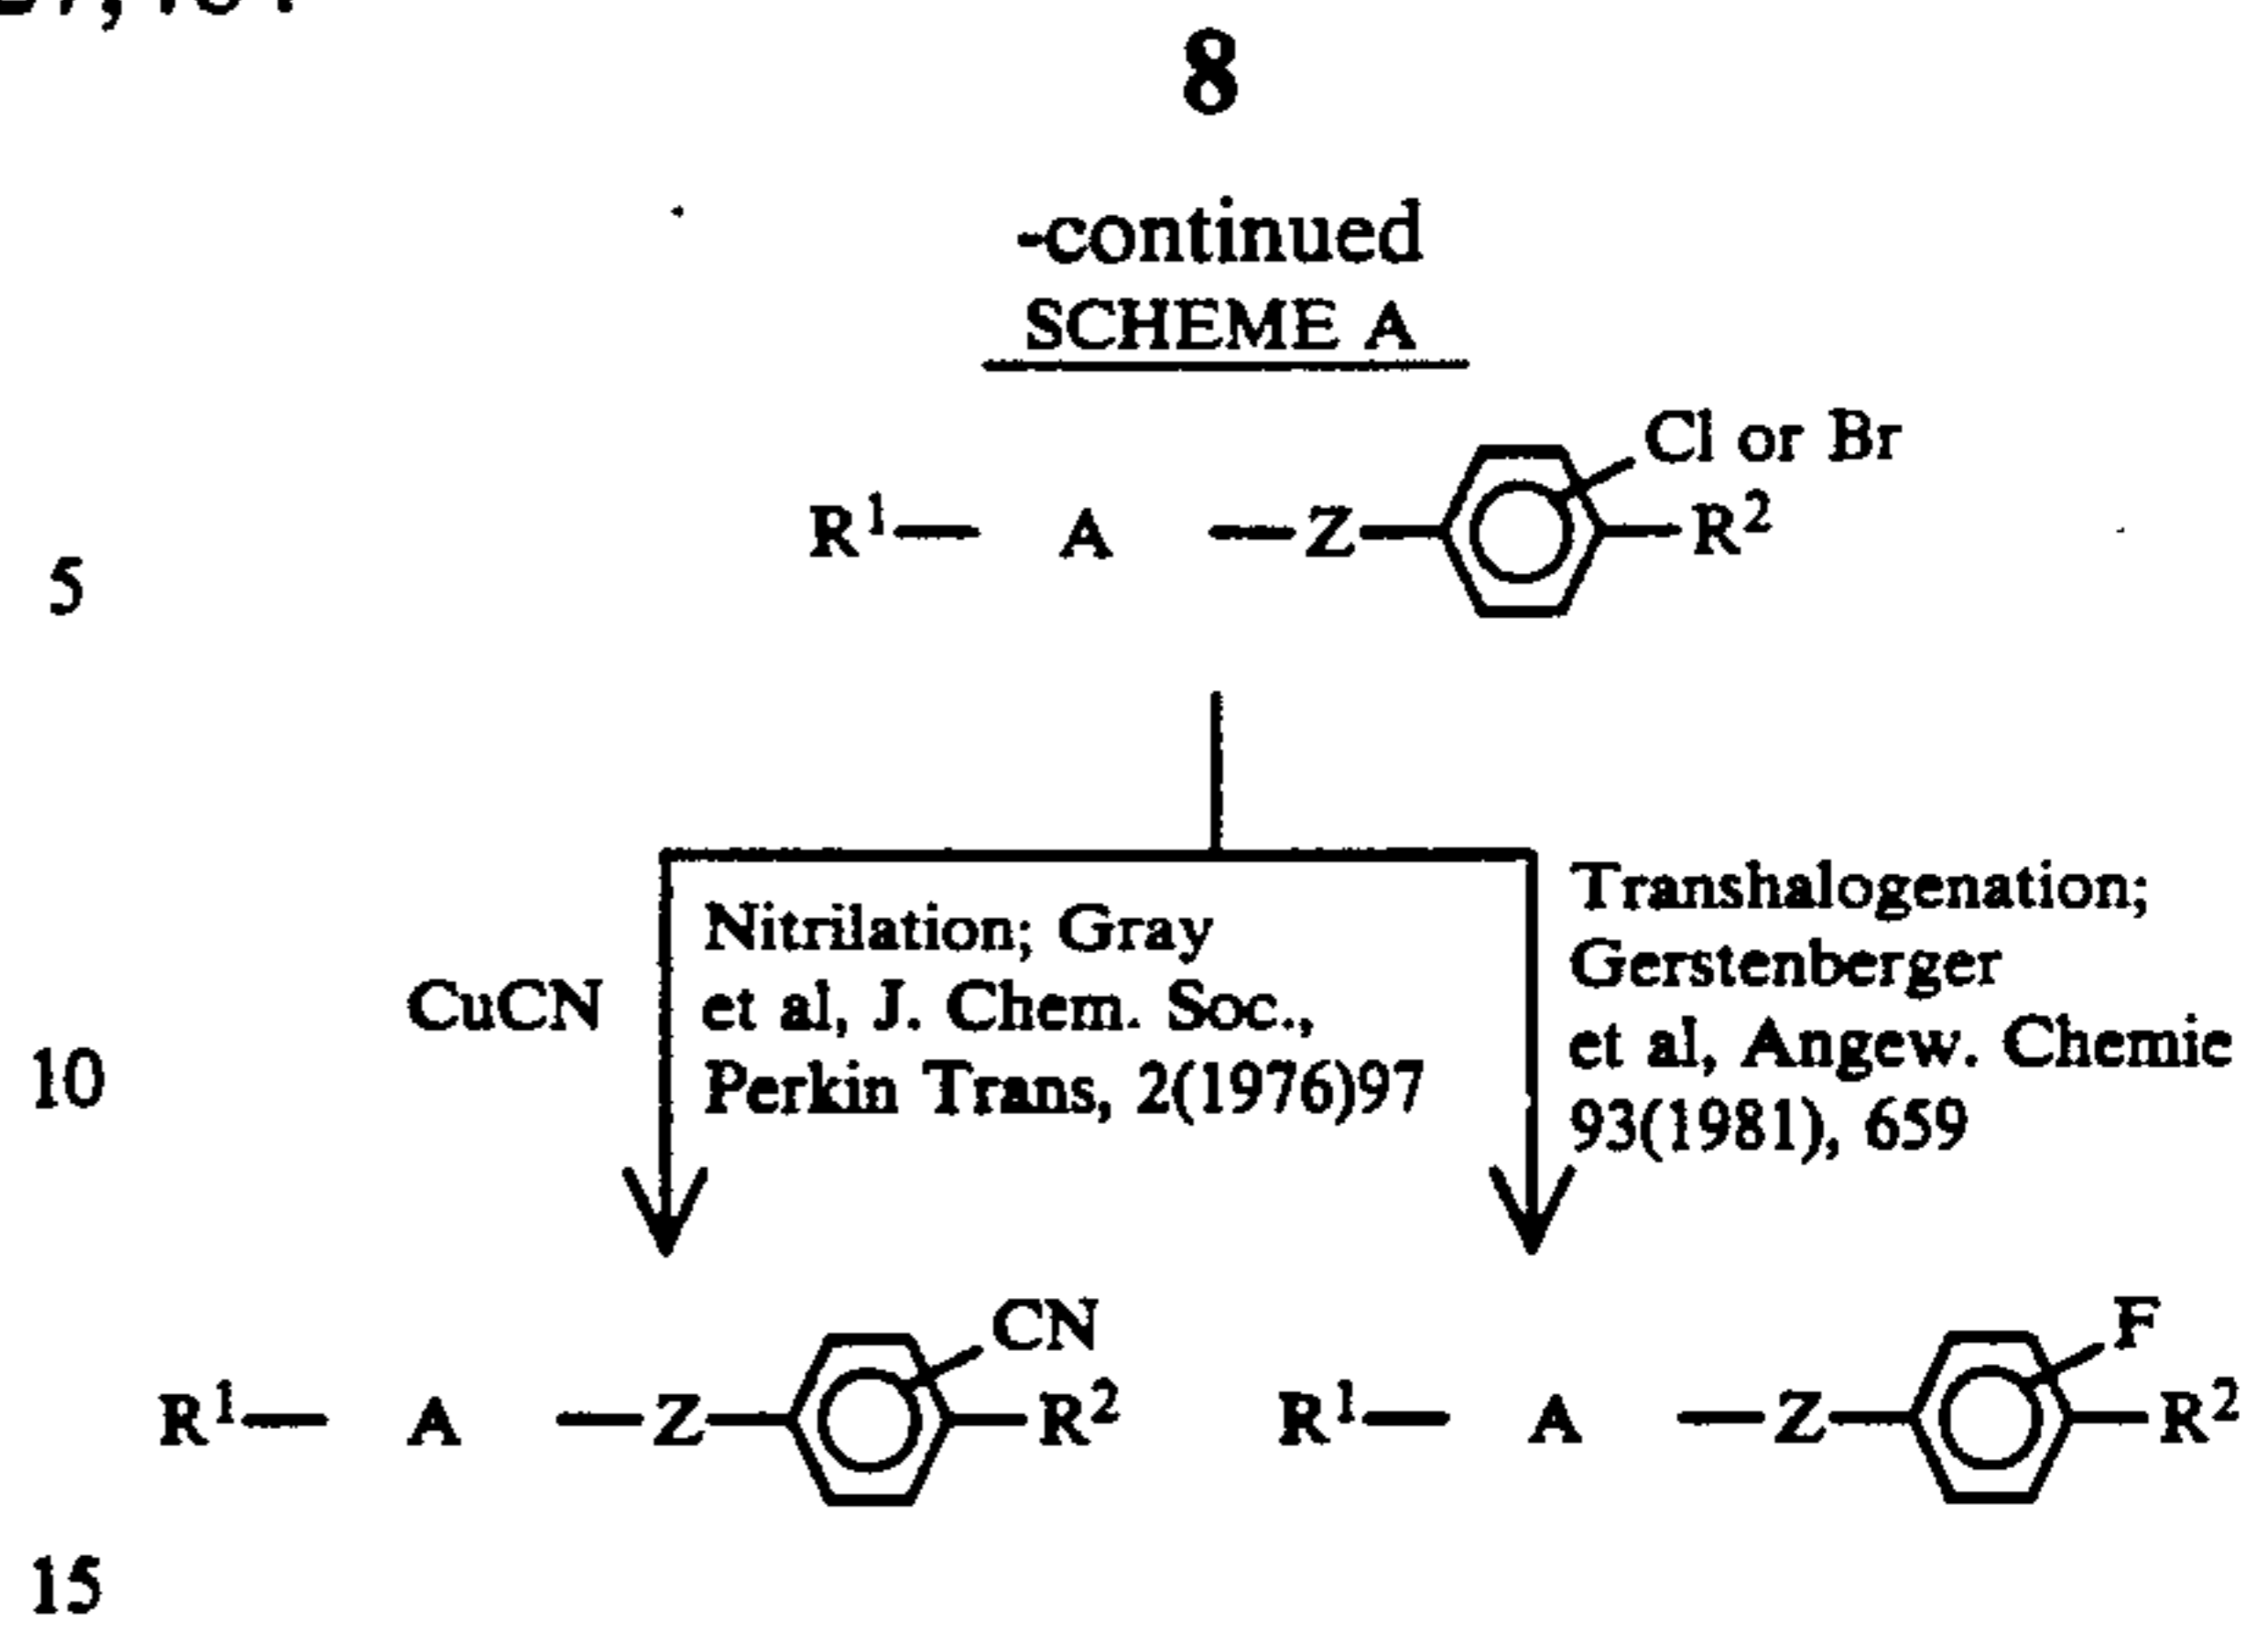 8
-continued
SCHEME A
Cl or Br
R¹— A —Z— R²
5
Nitrilation; Gray
et al, J. Chem. Soc.,
Perkin Trans, 2(1976)97
CuCN
Transhalogenation;
Gerstenberger
et al, Angew. Chemie
93(1981), 659
10
CN
R¹— A —Z— R²
F
R¹— A —Z— R²
15